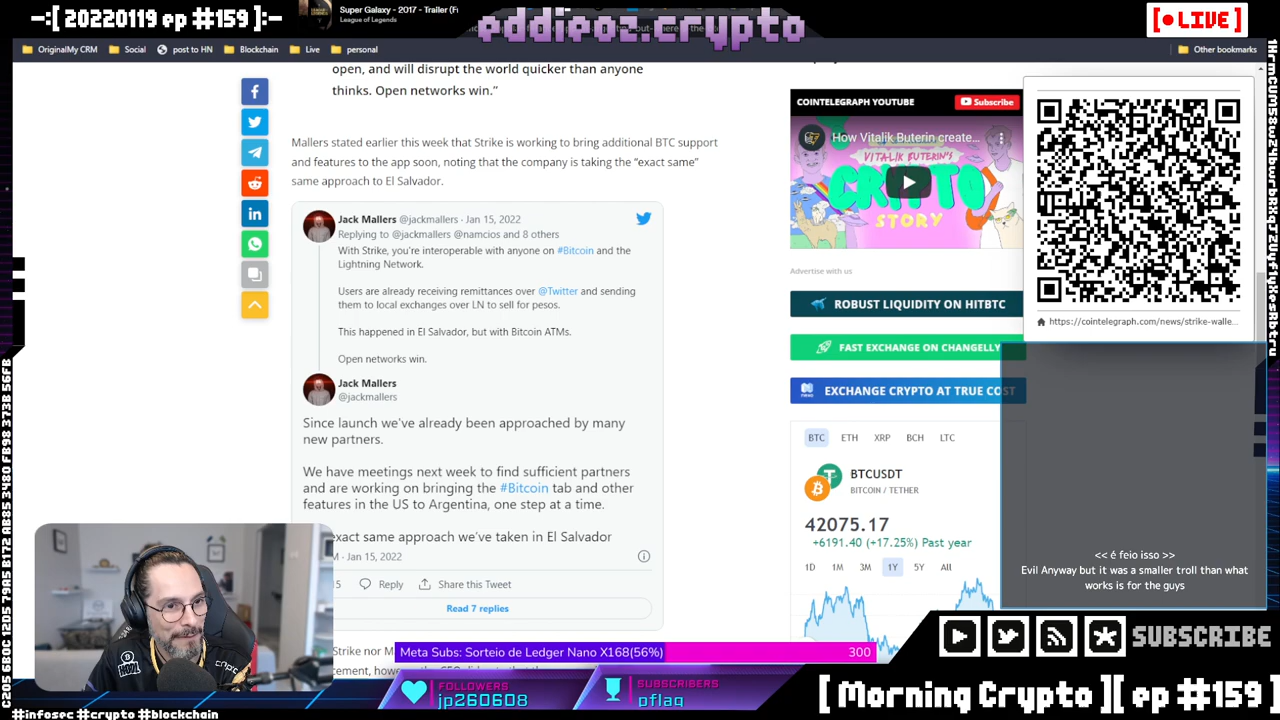 -:[ 20220119 ep #159 ]:-
Super Galaxy - 2017 - Trailer (Ft
League of Legends
eddieoz.crypto
[● LIVE]
OriginalMy CRM
Social
post to HN
Blockchain
Live
personal
Other bookmarks
open, and will disrupt the world quicker than anyone
thinks. Open networks win.”
Mallers stated earlier this week that Strike is working to bring additional BTC support
and features to the app soon, noting that the company is taking the “exact same”
same approach to El Salvador.
Jack Mallers @jackmallers · Jan 15, 2022
Replying to @jackmallers @namcios and 8 others
With Strike, you're interoperable with anyone on #Bitcoin and the
Lightning Network.
Users are already receiving remittances over @Twitter and sending
them to local exchanges over LN to sell for pesos.
This happened in El Salvador, but with Bitcoin ATMs.
Open networks win.
Jack Mallers
@jackmallers
Since launch we've already been approached by many
new partners.
We have meetings next week to find sufficient partners
and are working on bringing the #Bitcoin tab and other
features in the US to Argentina, one step at a time.
exact same approach we've taken in El Salvador
M · Jan 15, 2022
15
Reply
Share this Tweet
Read 7 replies
Strike nor M
COINTELEGRAPH YOUTUBE
Subscribe
How Vitalik Buterin create...
VITALIK BUTERIN'S
CRYPTO
STORY
Advertise with us
ROBUST LIQUIDITY ON HITBTC
FAST EXCHANGE ON CHANGELLY
EXCHANGE CRYPTO AT TRUE COST
BTC
ETH
XRP
BCH
LTC
BTCUSDT
BITCOIN / TETHER
42075.17
+6191.40 (+17.25%) Past year
1D
1M
3M
1Y
5Y
All
https://cointelegraph.com/news/strike-walle...
<< é feio isso >>
Evil Anyway but it was a smaller troll than what
works is for the guys
Meta Subs: Sorteio de Ledger Nano X168(56%)
300
FOLLOWERS
jp260608
SUBSCRIBERS
pflag
SUBSCRIBE
[ Morning Crypto ][ ep #159 ]
#infosec #crypto #blockchain